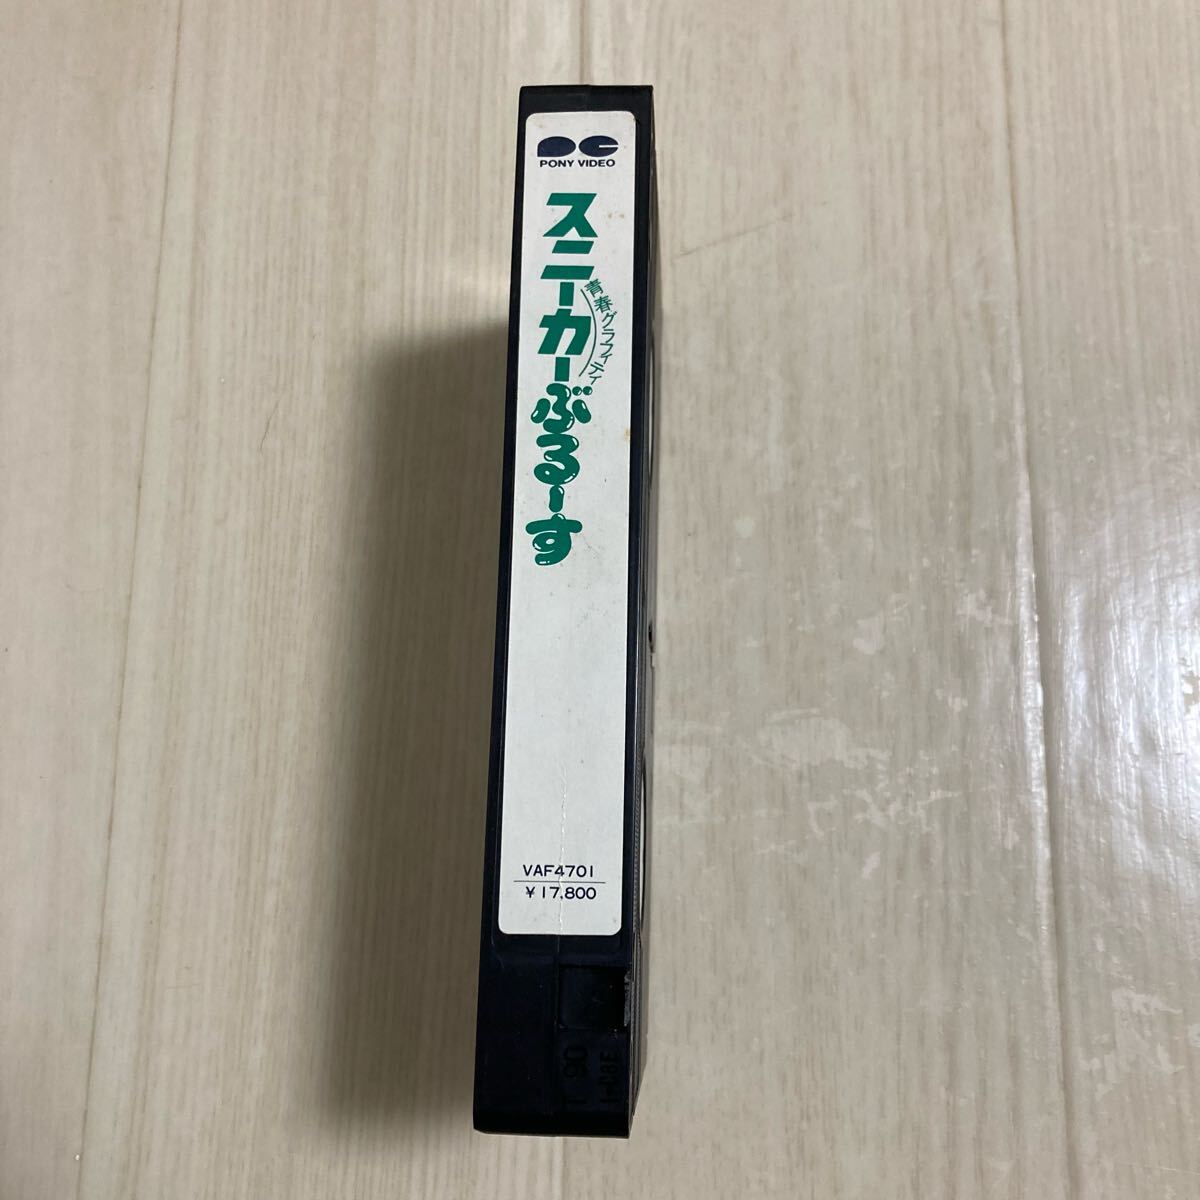 PONY VIDEO
青春グラフィティ
スニーカーぶる〜す
VAF4701
¥17,800